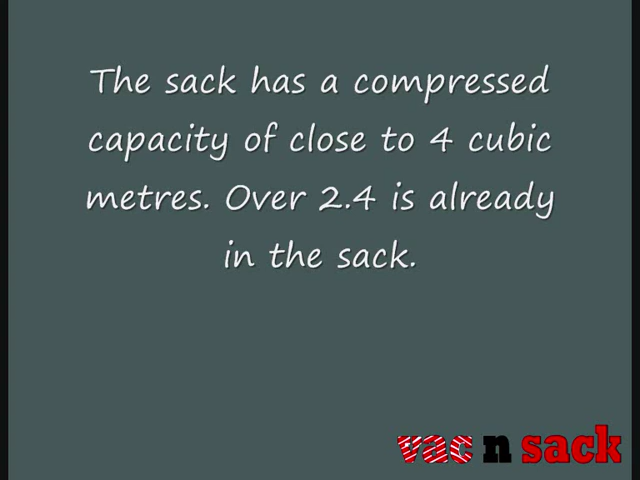 The sack has a compressed
capacity of close to 4 cubic
metres. Over 2.4 is already
in the sack.
vac n sack